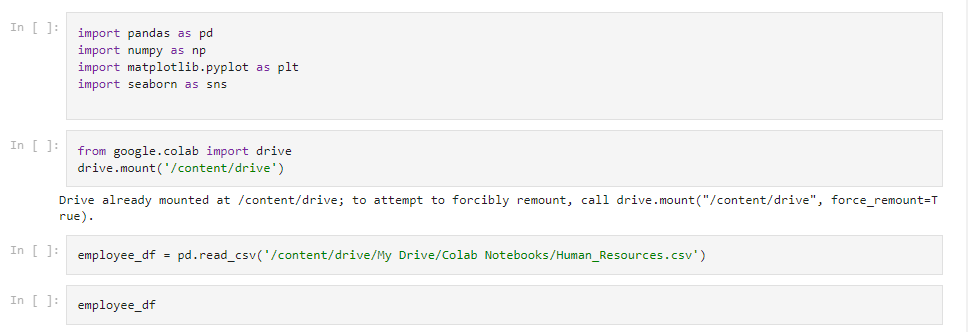 In [ ]:
import pandas as pd
import numpy as np
import matplotlib.pyplot as plt
import seaborn as sns
In [ ]:
from google.colab import drive
drive.mount('/content/drive')
Drive already mounted at /content/drive; to attempt to forcibly remount, call drive.mount("/content/drive", force_remount=T
rue).
In [ ]:
employee_df = pd.read_csv('/content/drive/My Drive/Colab Notebooks/Human_Resources.csv')
In [ ]:
employee_df